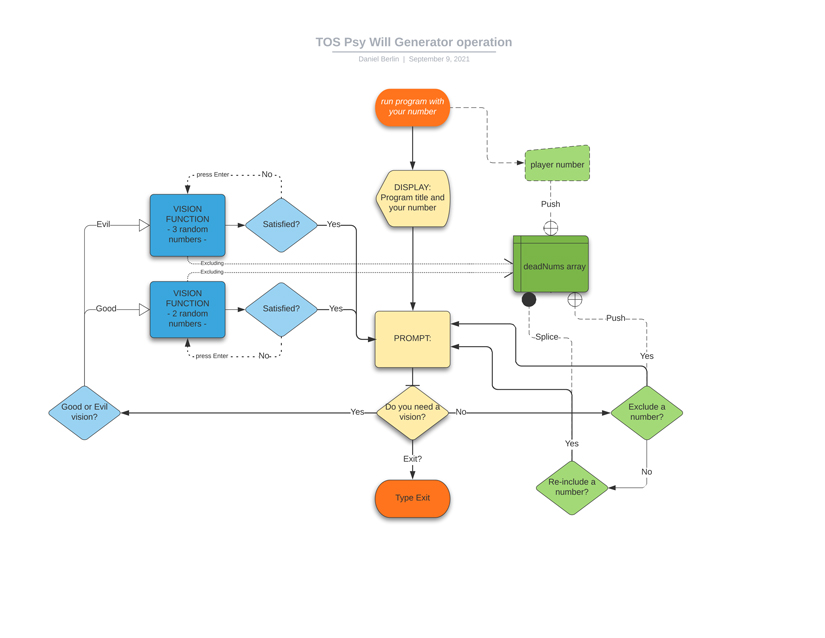 TOS Psy Will Generator operation
Daniel Berlin | September 9, 2021
run program with
your number
player number
DISPLAY:
Program title and
your number
press Enter
No
Push
VISION
FUNCTION
- 3 random
numbers -
Evil
Satisfied?
Yes
Excluding
Excluding
deadNums array
VISION
FUNCTION
- 2 random
numbers -
Good
Satisfied?
Yes
Push
Splice
PROMPT:
press Enter
No
Yes
Good or Evil
vision?
Yes
Do you need a
vision?
No
Exclude a
number?
Yes
Exit?
No
Re-include a
number?
Type Exit